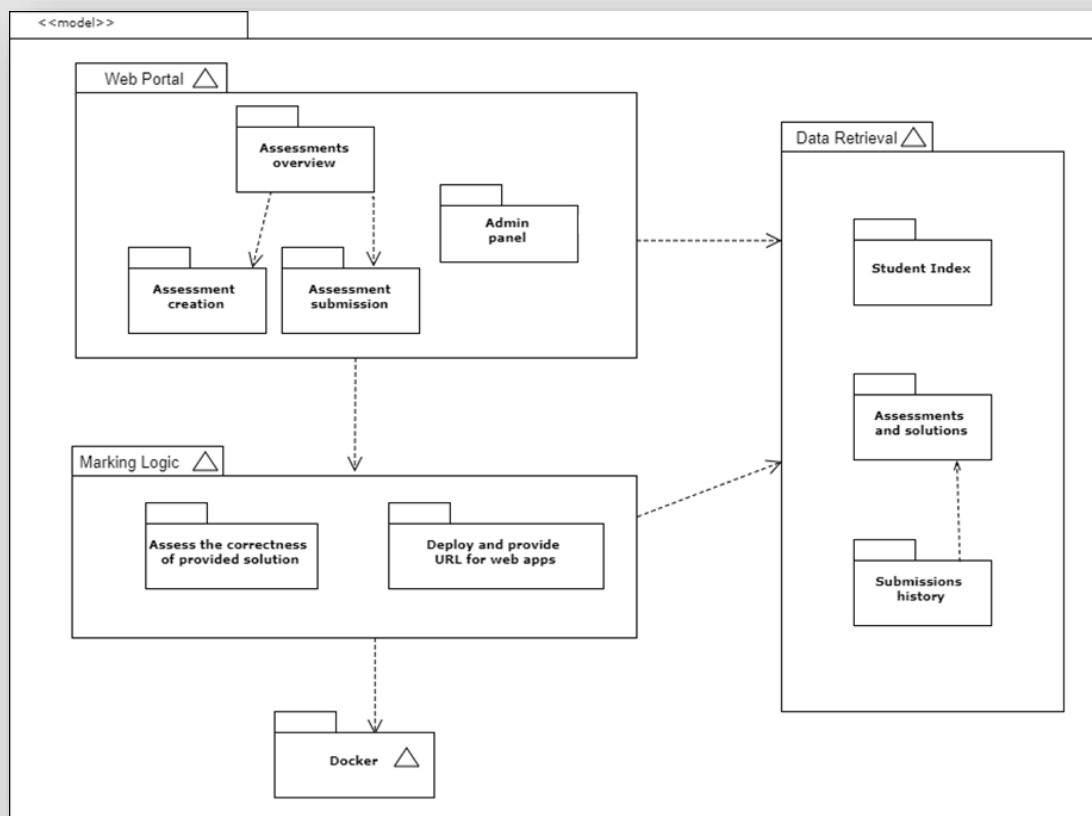 <<model>>
Web Portal
Assessments
overview
Admin
panel
Assessment
creation
Assessment
submission
Data Retrieval
Student Index
Assessments
and solutions
Submissions
history
Marking Logic
Assess the correctness
of provided solution
Deploy and provide
URL for web apps
Docker